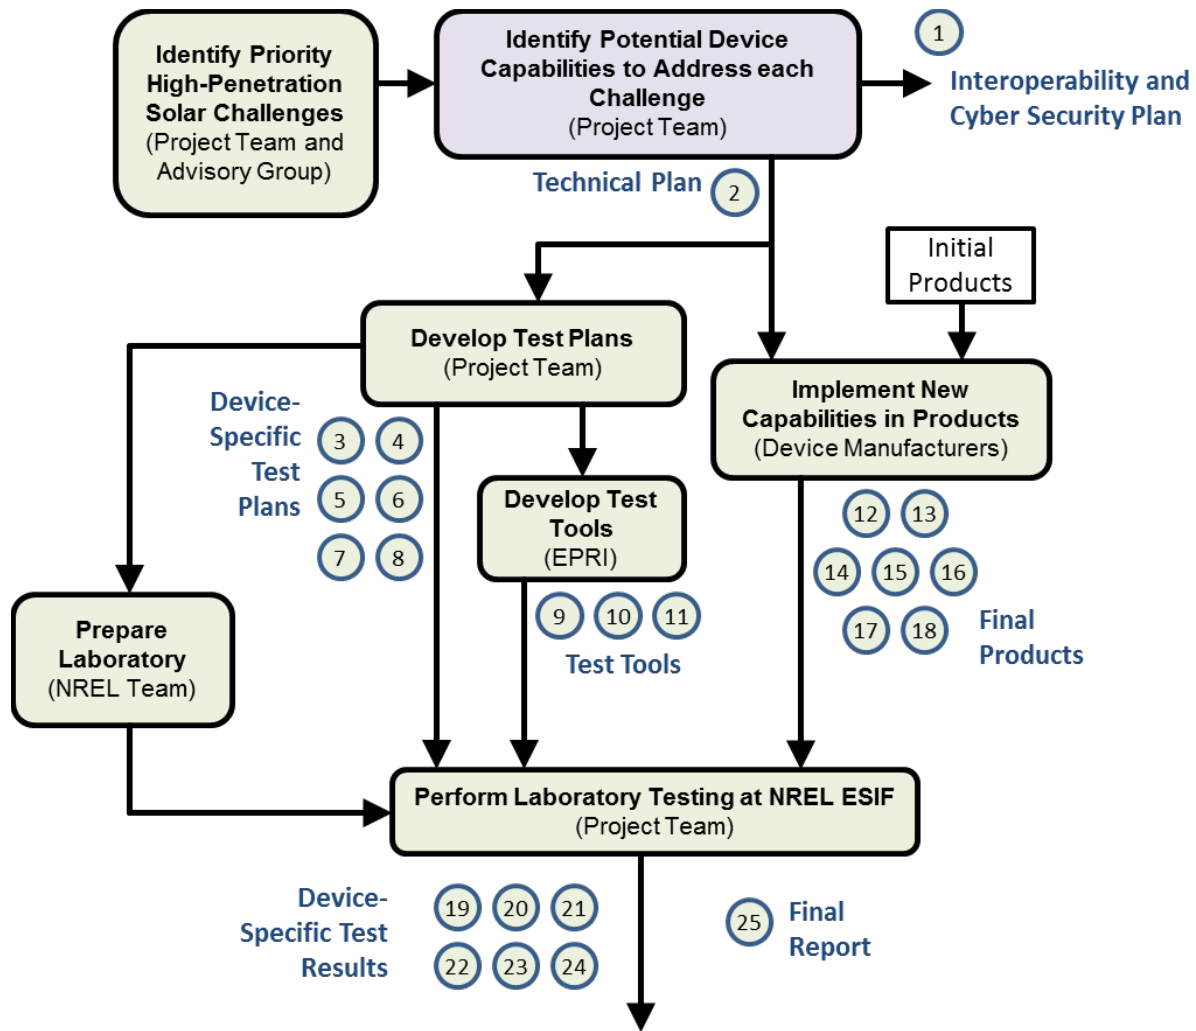 Identify Priority
High-Penetration
Solar Challenges
(Project Team and
Advisory Group)
Identify Potential Device
Capabilities to Address each
Challenge
(Project Team)
1
Interoperability and
Cyber Security Plan
Technical Plan
2
Initial
Products
Develop Test Plans
(Project Team)
Implement New
Capabilities in Products
(Device Manufacturers)
Device-
Specific
Test
Plans
3 4
5 6
7 8
Develop Test
Tools
(EPRI)
9 10 11
Test Tools
12 13
14 15 16
17 18
Final
Products
Prepare
Laboratory
(NREL Team)
Perform Laboratory Testing at NREL ESIF
(Project Team)
Device-
Specific Test
Results
19 20 21
22 23 24
25
Final
Report